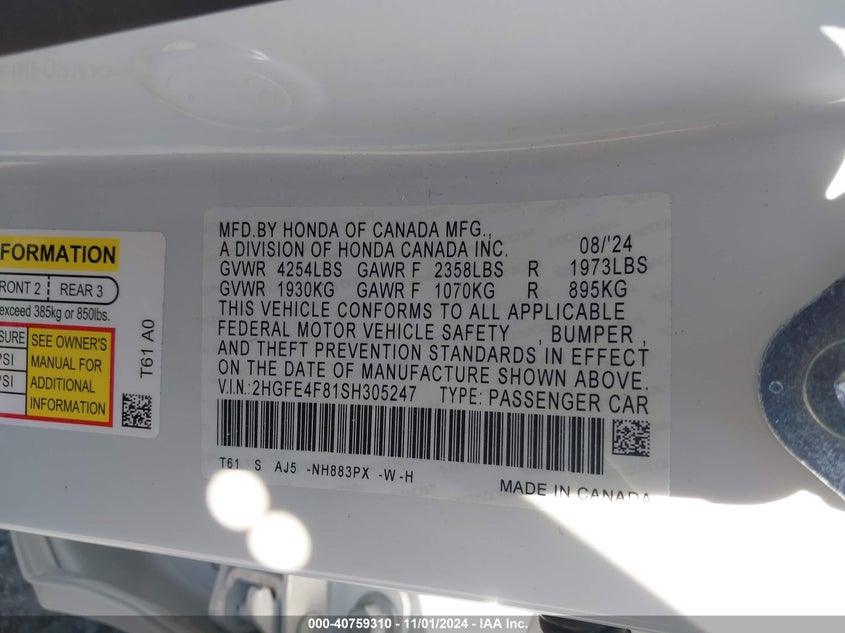 FORMATION
RONT 2 REAR 3
exceed 385kg or 850lbs.
SURE
PSI
PSI
SEE OWNER'S
MANUAL FOR
ADDITIONAL
INFORMATION
T61 A0
MFD.BY HONDA OF CANADA MFG.,
A DIVISION OF HONDA CANADA INC. 08/'24
GVWR 4254LBS GAWR F 2358LBS R 1973LBS
GVWR 1930KG GAWR F 1070KG R 895KG
THIS VEHICLE CONFORMS TO ALL APPLICABLE
FEDERAL MOTOR VEHICLE SAFETY , BUMPER ,
AND THEFT PREVENTION STANDARDS IN EFFECT
ON THE DATE OF MANUFACTURE SHOWN ABOVE.
V.I.N.:2HGFE4F81SH305247 TYPE: PASSENGER CAR
T61 S AJ5 -NH883PX -W-H
MADE IN CANADA
000-40759310 - 11/01/2024 - IAA Inc.